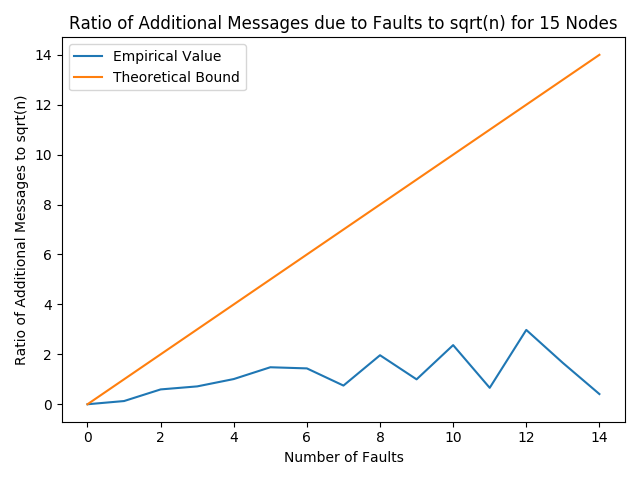 Ratio of Additional Messages due to Faults to sqrt(n) for 15 Nodes
Empirical Value
Theoretical Bound
Ratio of Additional Messages to sqrt(n)
14
12
10
8
6
4
2
0
0 2 4 6 8 10 12 14
Number of Faults